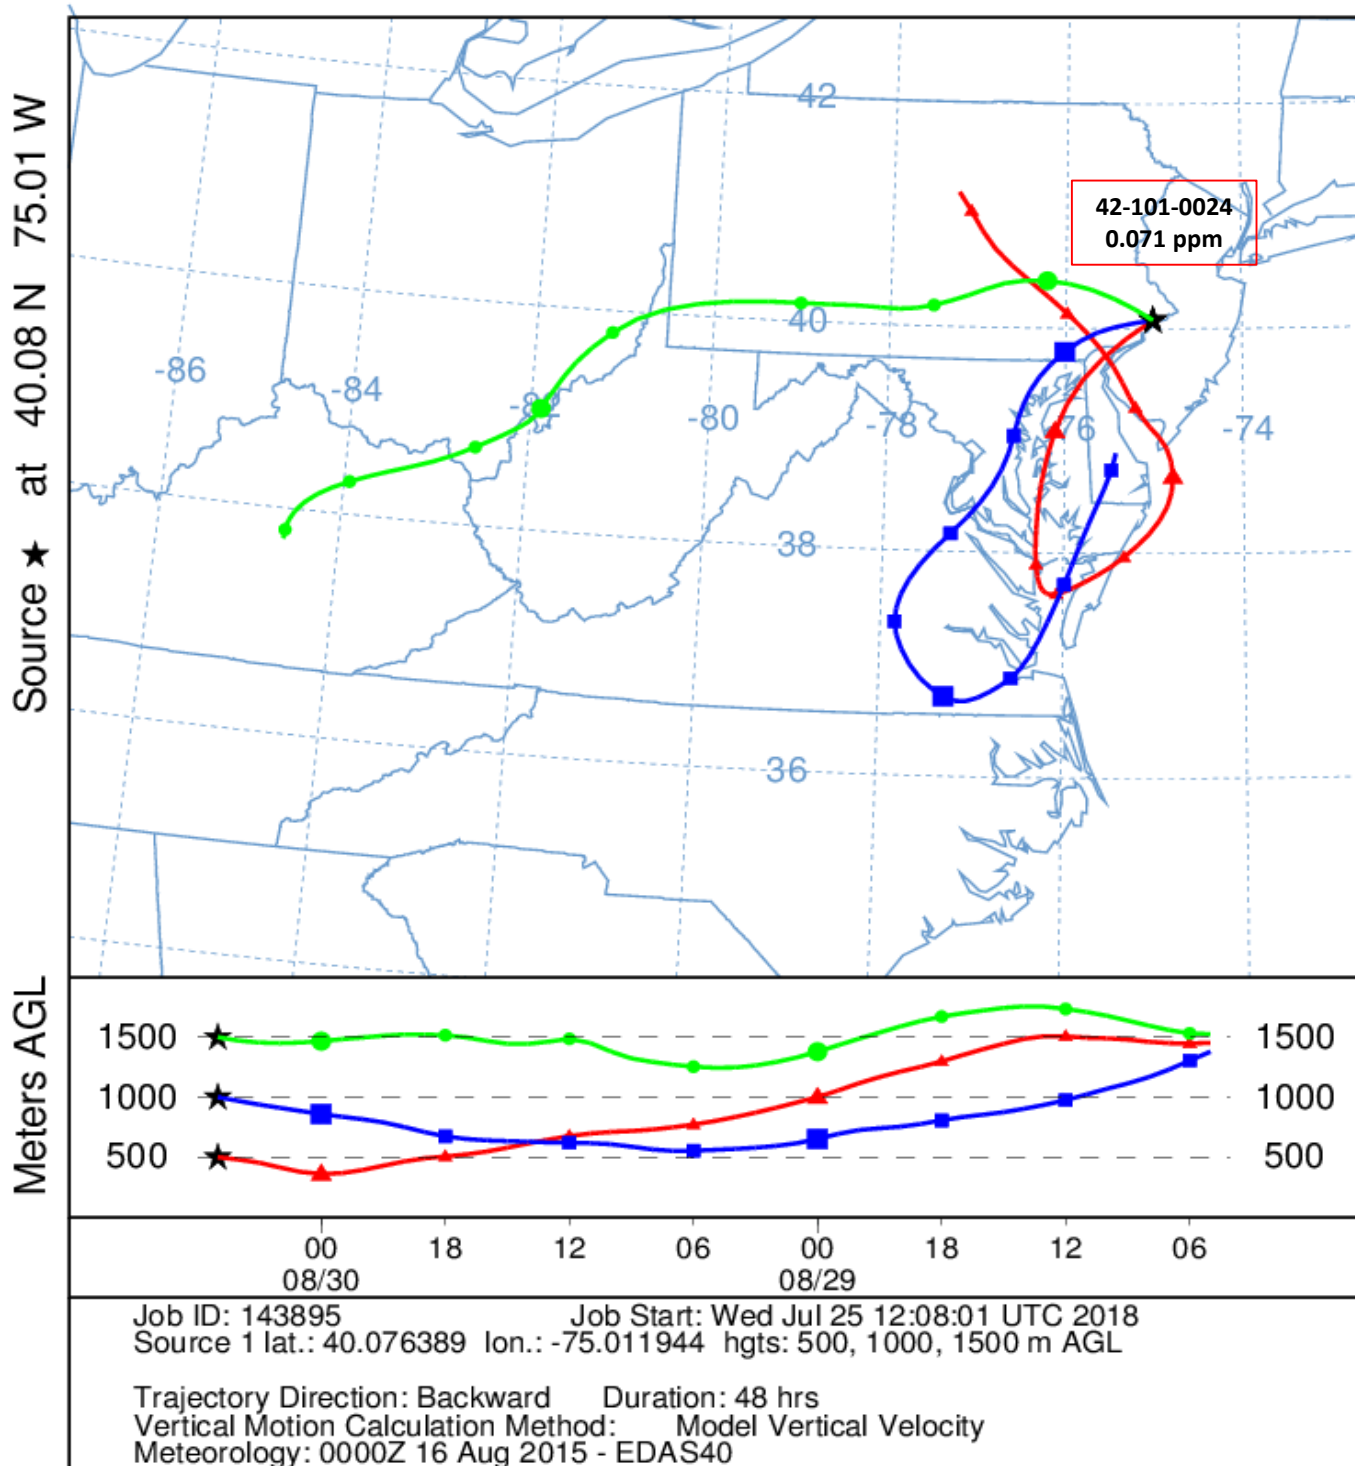 Source ★ at 40.08 N 75.01 W
42
42-101-0024
0.071 ppm
40
-86
-84
-82
-80
-78
-76
-74
38
36
Meters AGL
1500
1500
1000
1000
500
500
00 18 12 06 00 18 12 06
08/30 08/29
Job ID: 143895 Job Start: Wed Jul 25 12:08:01 UTC 2018
Source 1 lat.: 40.076389 lon.: -75.011944 hgts: 500, 1000, 1500 m AGL
Trajectory Direction: Backward Duration: 48 hrs
Vertical Motion Calculation Method: Model Vertical Velocity
Meteorology: 0000Z 16 Aug 2015 - EDAS40